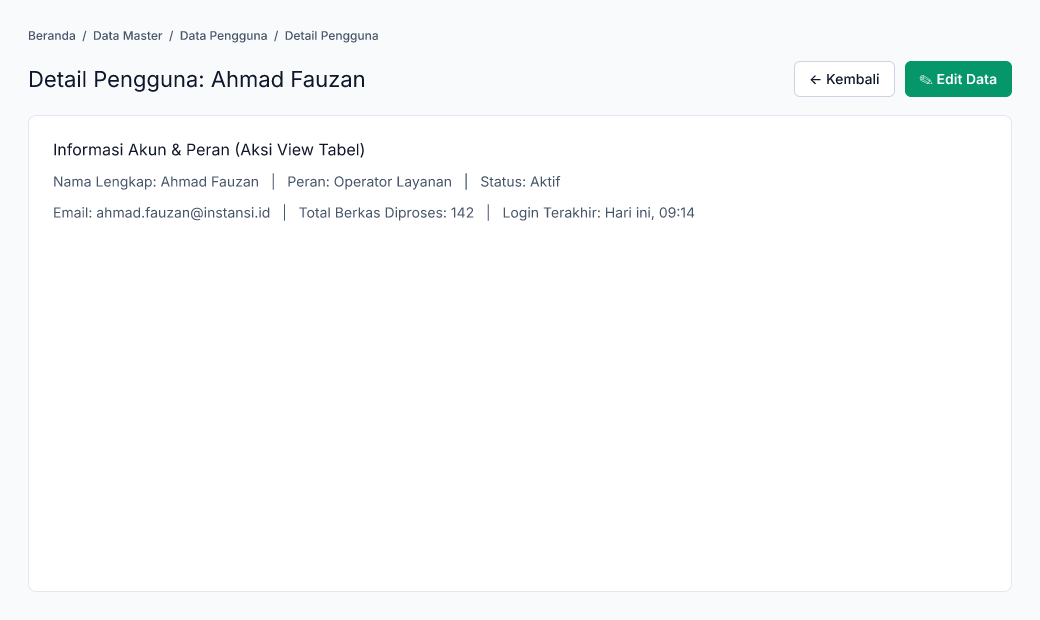 Beranda / Data Master / Data Pengguna / Detail Pengguna
Detail Pengguna: Ahmad Fauzan
← Kembali
✎ Edit Data
Informasi Akun & Peran (Aksi View Tabel)
Nama Lengkap: Ahmad Fauzan | Peran: Operator Layanan | Status: Aktif
Email: ahmad.fauzan@instansi.id | Total Berkas Diproses: 142 | Login Terakhir: Hari ini, 09:14